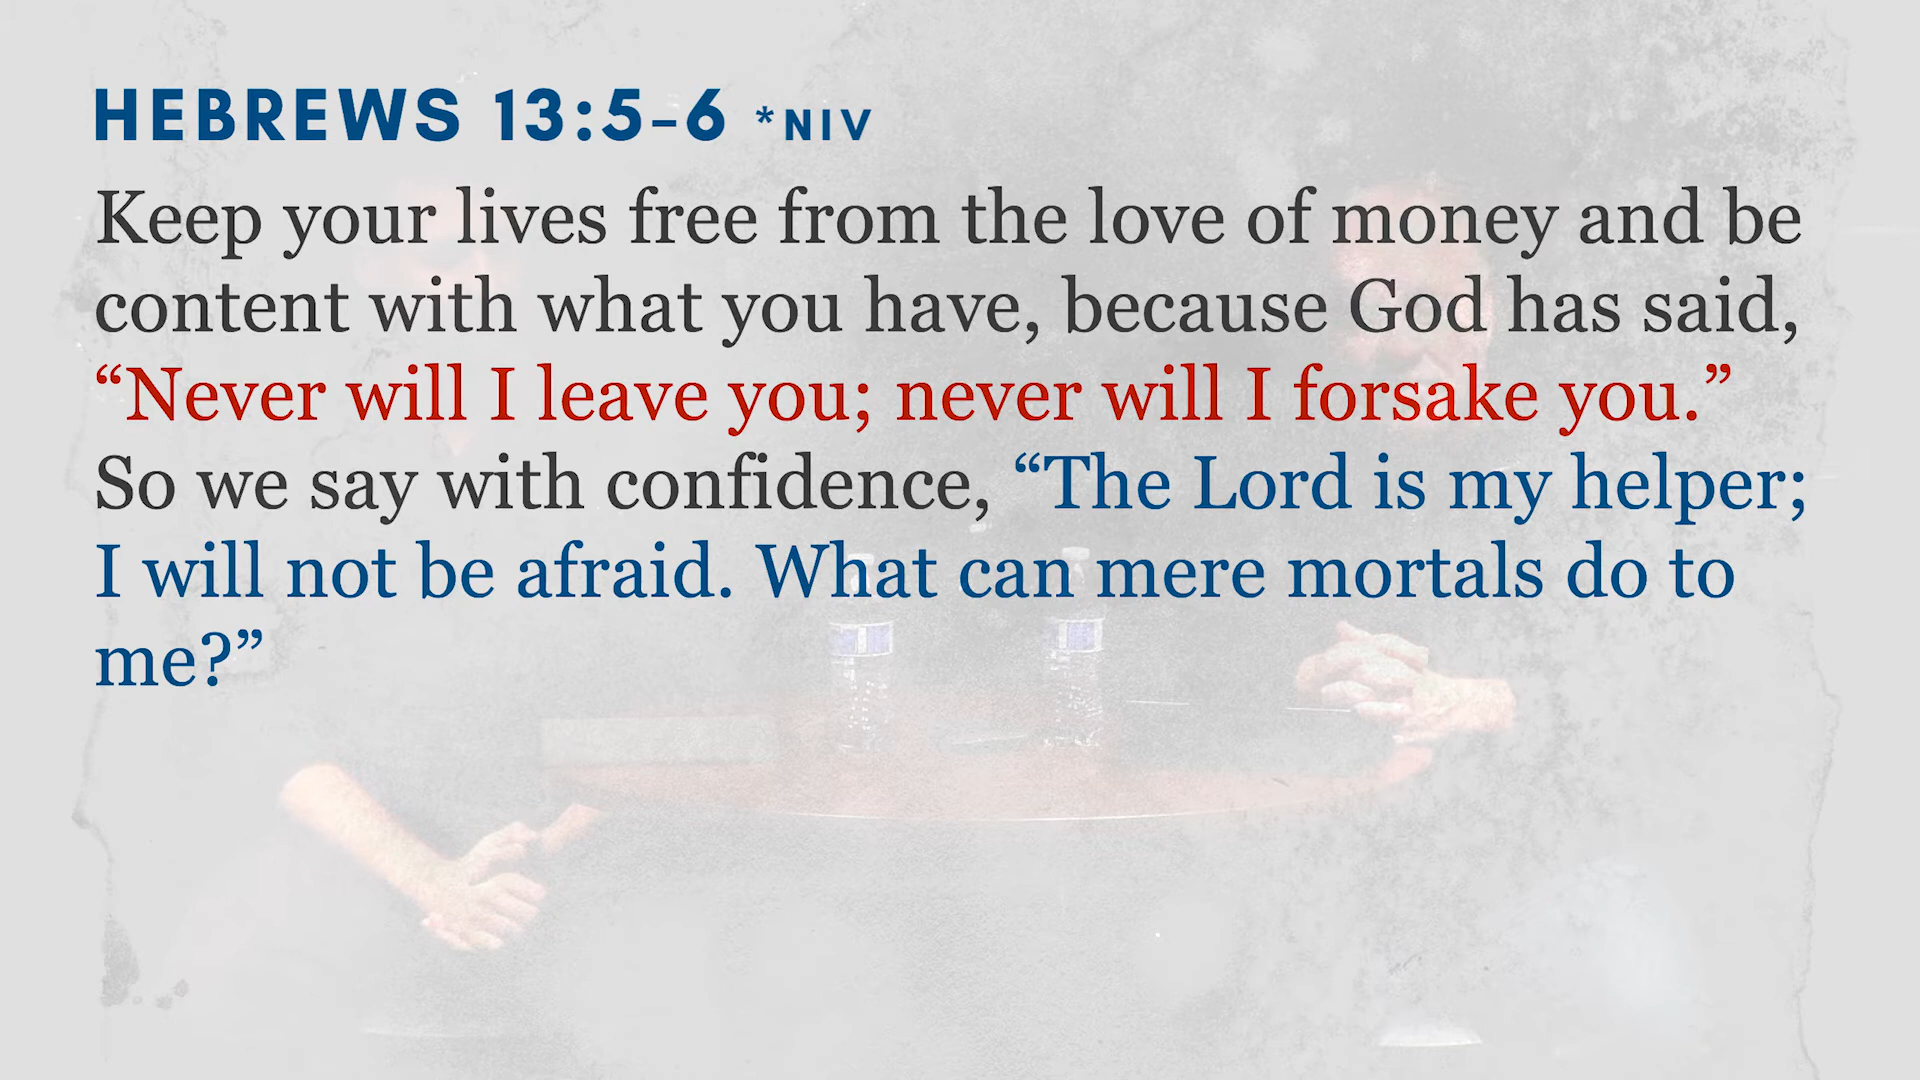 HEBREWS 13:5-6 *NIV
Keep your lives free from the love of money and be
content with what you have, because God has said,
“Never will I leave you; never will I forsake you.”
So we say with confidence, “The Lord is my helper;
I will not be afraid. What can mere mortals do to
me?”